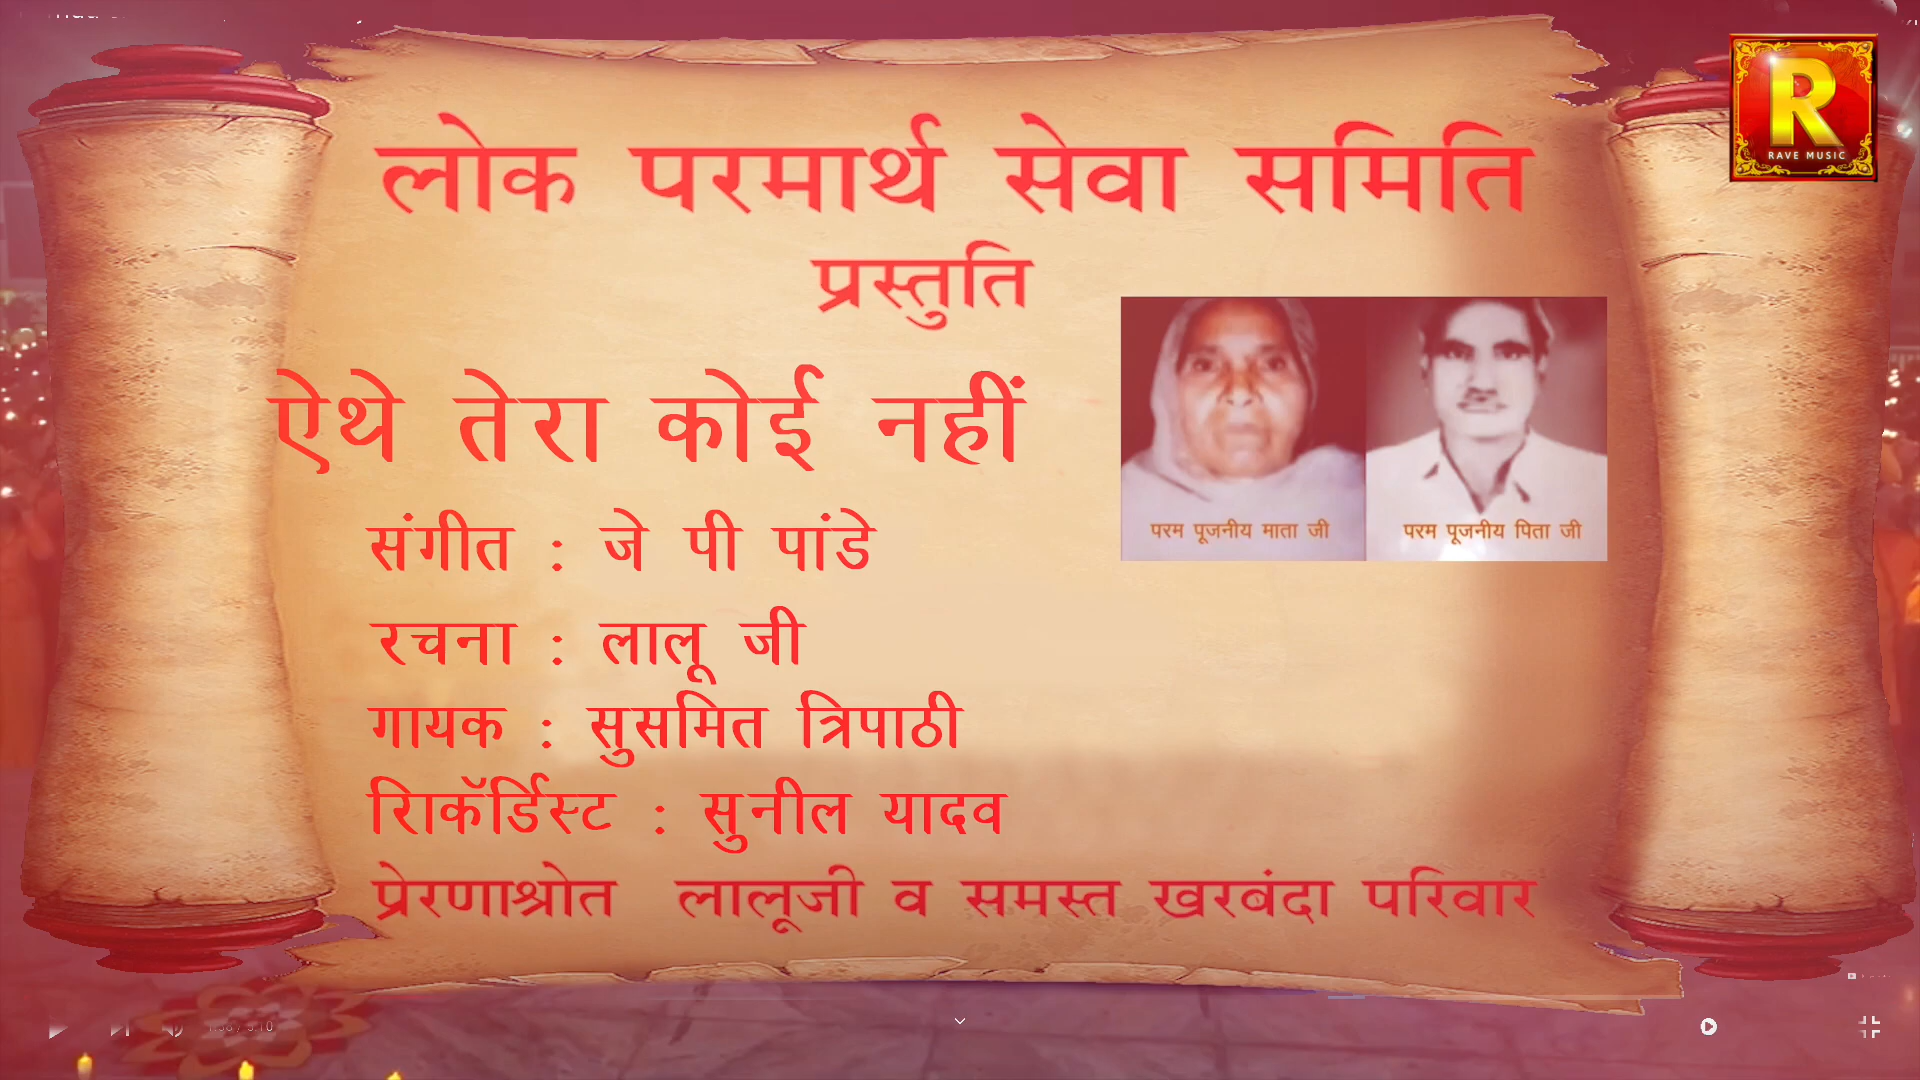 R
RAVE MUSIC
लोक परमार्थ सेवा समिति
प्रस्तुति
ऐथे तेरा कोई नहीं
परम पूजनीय माता जी
परम पूजनीय पिता जी
संगीत : जे पी पांडे
रचना : लालू जी
गायक : सुसमित त्रिपाठी
रिाकॅर्डिस्ट : सुनील यादव
प्रेरणाश्रोत लालूजी व समस्त खरबंदा परिवार